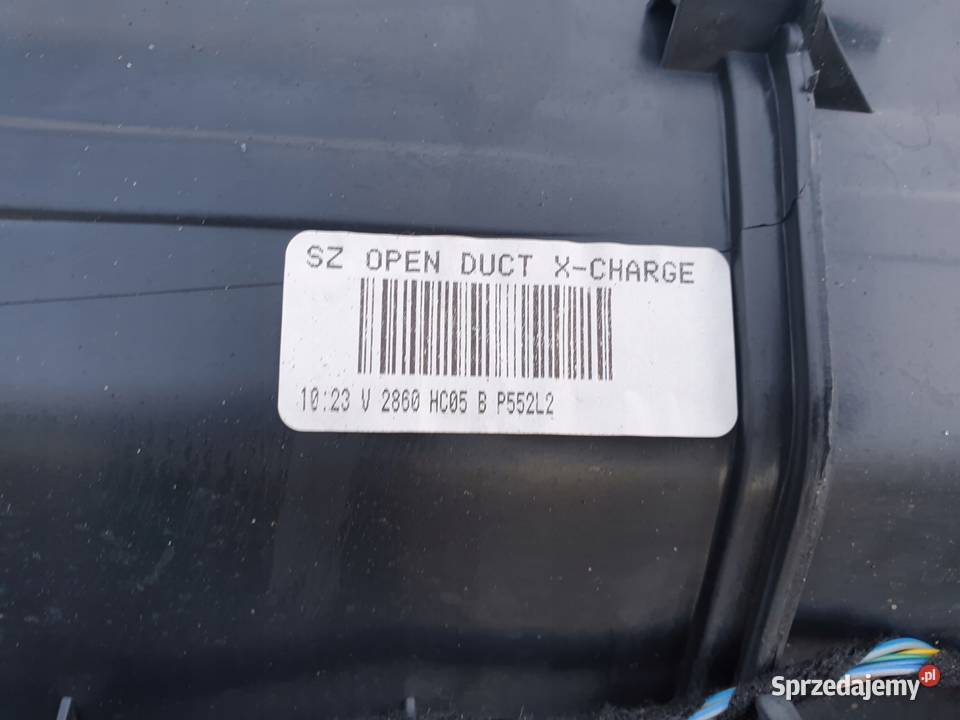 SZ OPEN DUCT X-CHARGE
10:23 V 2860 HC05 B P552L2
Sprzedajemy.pl